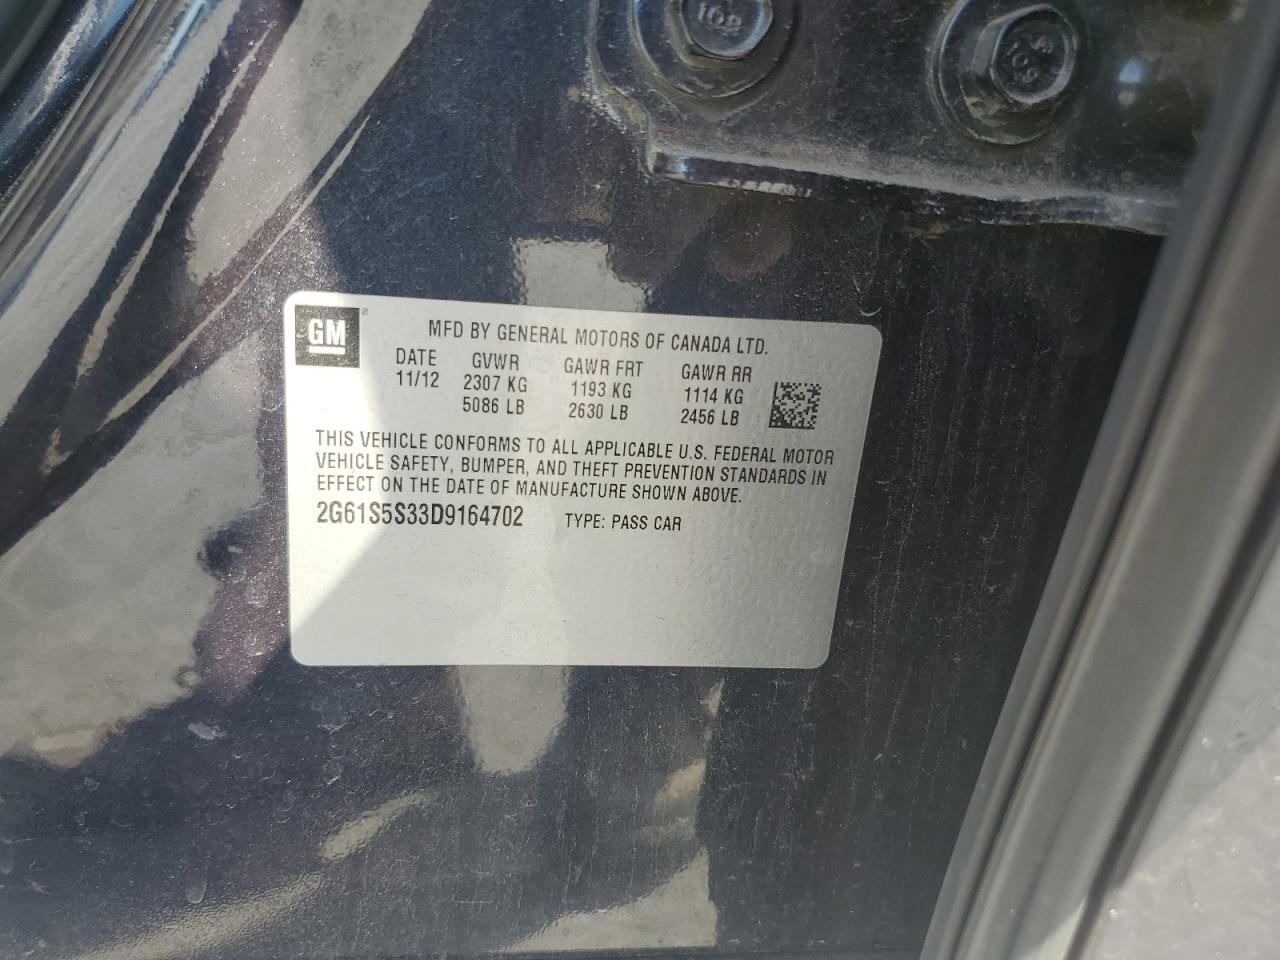 109
109
GM
MFD BY GENERAL MOTORS OF CANADA LTD.
DATE GVWR GAWR FRT GAWR RR
11/12 2307 KG 1193 KG 1114 KG
5086 LB 2630 LB 2456 LB
THIS VEHICLE CONFORMS TO ALL APPLICABLE U.S. FEDERAL MOTOR
VEHICLE SAFETY, BUMPER, AND THEFT PREVENTION STANDARDS IN
EFFECT ON THE DATE OF MANUFACTURE SHOWN ABOVE.
2G61S5S33D9164702 TYPE: PASS CAR